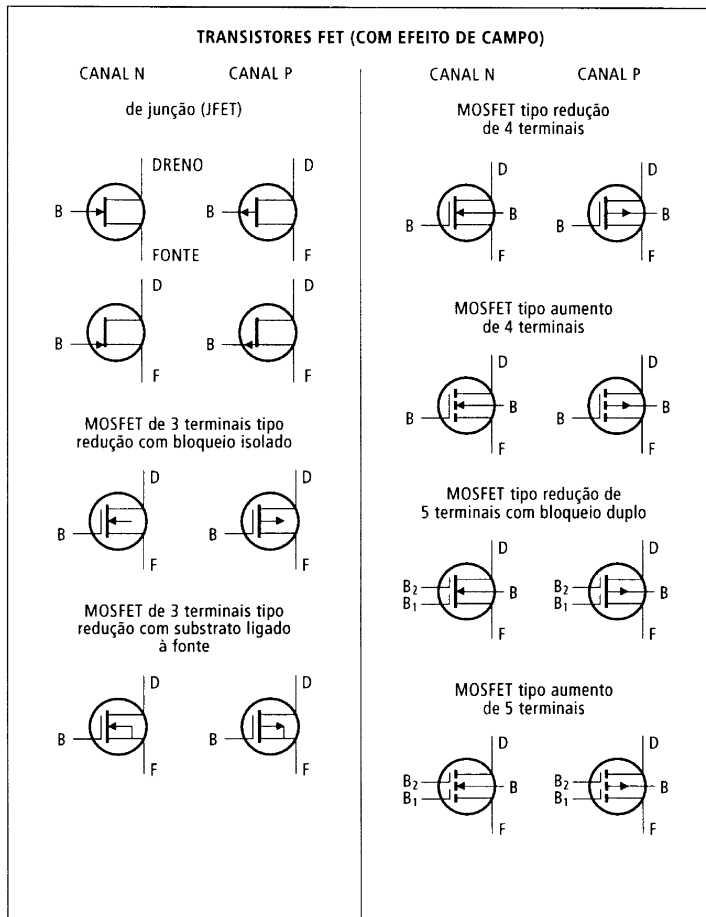 TRANSISTORES FET (COM EFEITO DE CAMPO)
CANAL N
CANAL P
de junção (JFET)
DRENO
D
B
B
FONTE
F
D
D
B
B
F
F
MOSFET de 3 terminais tipo
redução com bloqueio isolado
D
D
B
B
F
F
MOSFET de 3 terminais tipo
redução com substrato ligado
à fonte
D
D
B
B
F
F
CANAL N
CANAL P
MOSFET tipo redução
de 4 terminais
D
D
B
B
B
B
F
F
MOSFET tipo aumento
de 4 terminais
D
D
B
B
B
B
F
F
MOSFET tipo redução de
5 terminais com bloqueio duplo
D
D
B2
B
B2
B
B1
B1
F
F
MOSFET tipo aumento
de 5 terminais
D
D
B2
B
B2
B
B1
B1
F
F